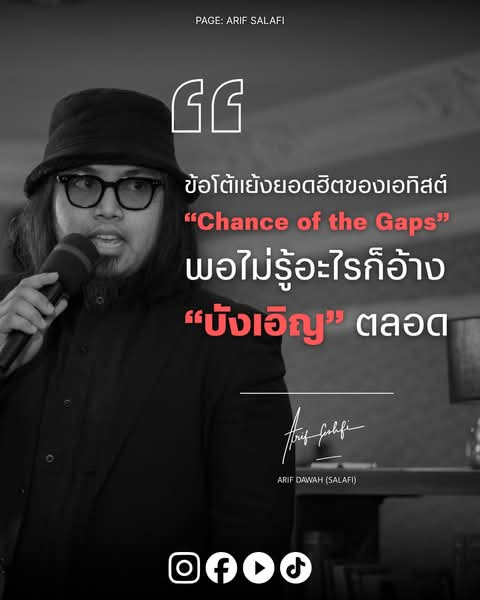 PAGE: ARIF SALAFI
ข้อโต้แย้งยอดฮิตของเอทิสต์
“Chance of the Gaps”
พอไม่รู้อะไรก็อ้าง
“บังเอิญ” ตลอด
Arif Salafi
ARIF DAWAH (SALAFI)